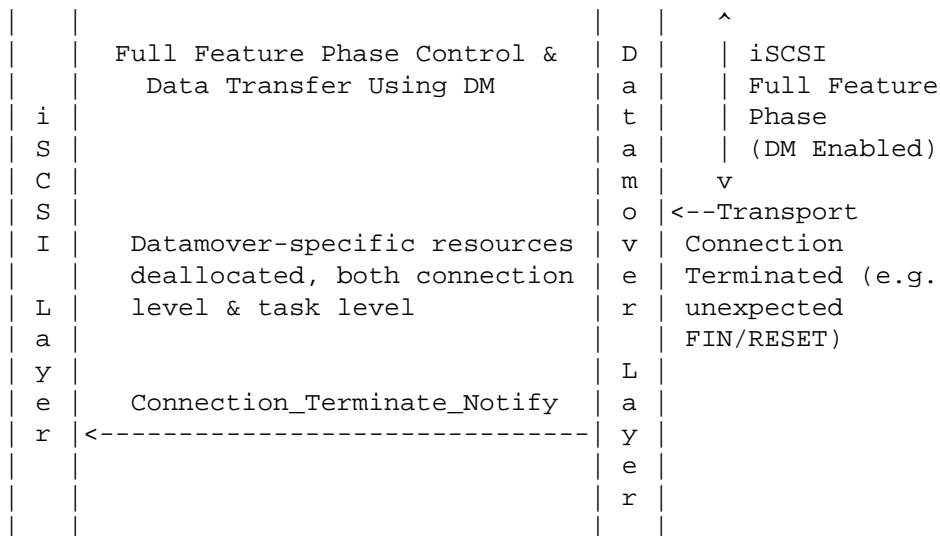 |   |                                 |   |   ^
|   |  Full Feature Phase Control &   | D |   | iSCSI
|   |    Data Transfer Using DM       | a |   | Full Feature
| i |                                 | t |   | Phase
| S |                                 | a |   | (DM Enabled)
| C |                                 | m |   v
| S |                                 | o |<--Transport
| I |   Datamover-specific resources  | v | Connection
|   |   deallocated, both connection  | e | Terminated (e.g.
| L |   level & task level            | r | unexpected
| a |                                 |   | FIN/RESET)
| y |                                 | L |
| e |   Connection_Terminate_Notify   | a |
| r |<--------------------------------| y |
|   |                                 | e |
|   |                                 | r |
|   |                                 |   |